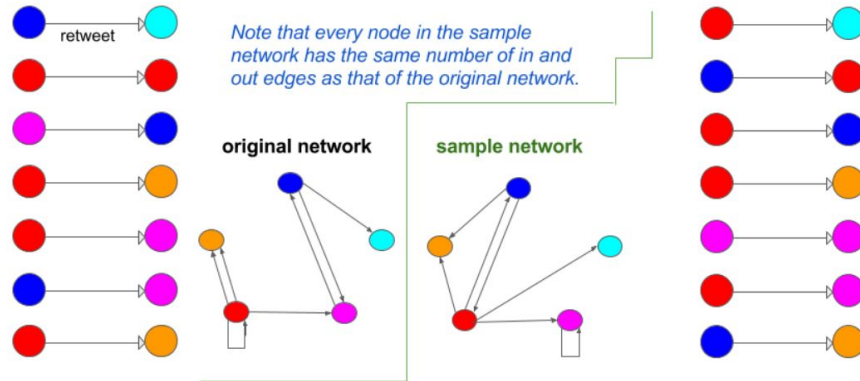 retweet
Note that every node in the sample
network has the same number of in and
out edges as that of the original network.
original network
sample network